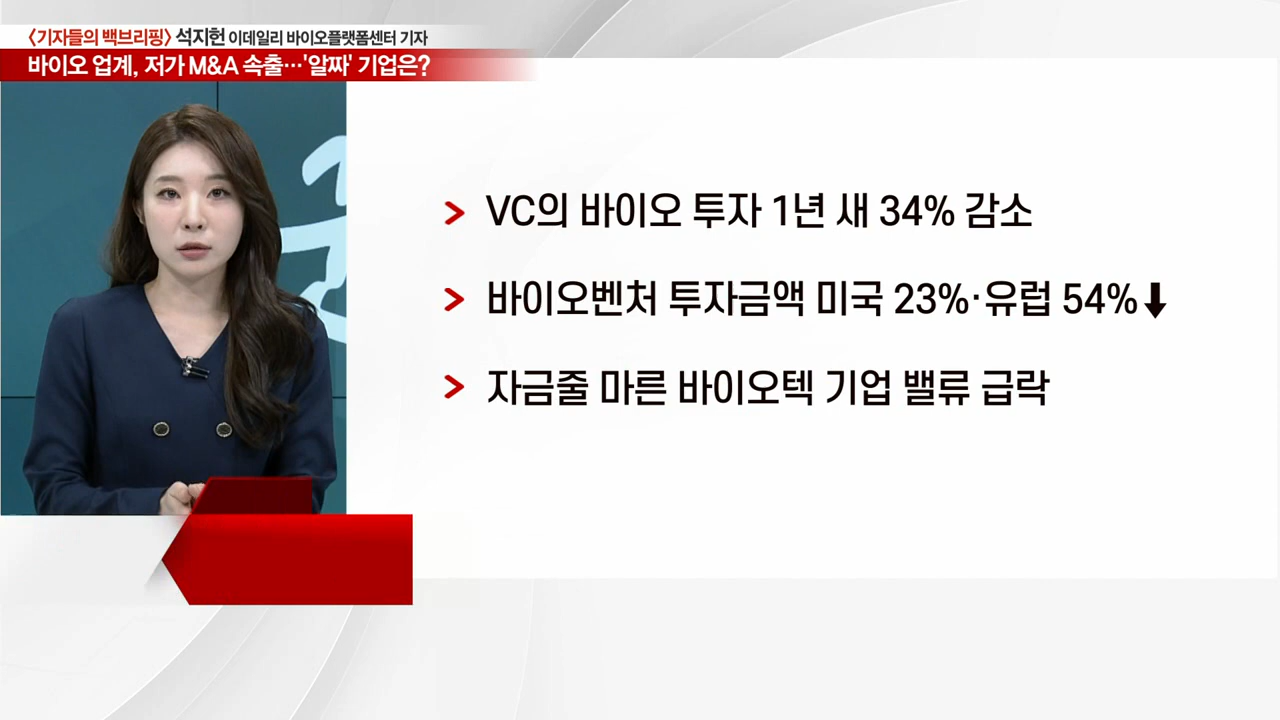 <기자들의 백브리핑> 석지헌 이데일리 바이오플랫폼센터 기자
바이오 업계, 저가 M&A 속출…'알짜' 기업은?
> VC의 바이오 투자 1년 새 34% 감소
> 바이오벤처 투자금액 미국 23%·유럽 54%⬇
> 자금줄 마른 바이오텍 기업 밸류 급락